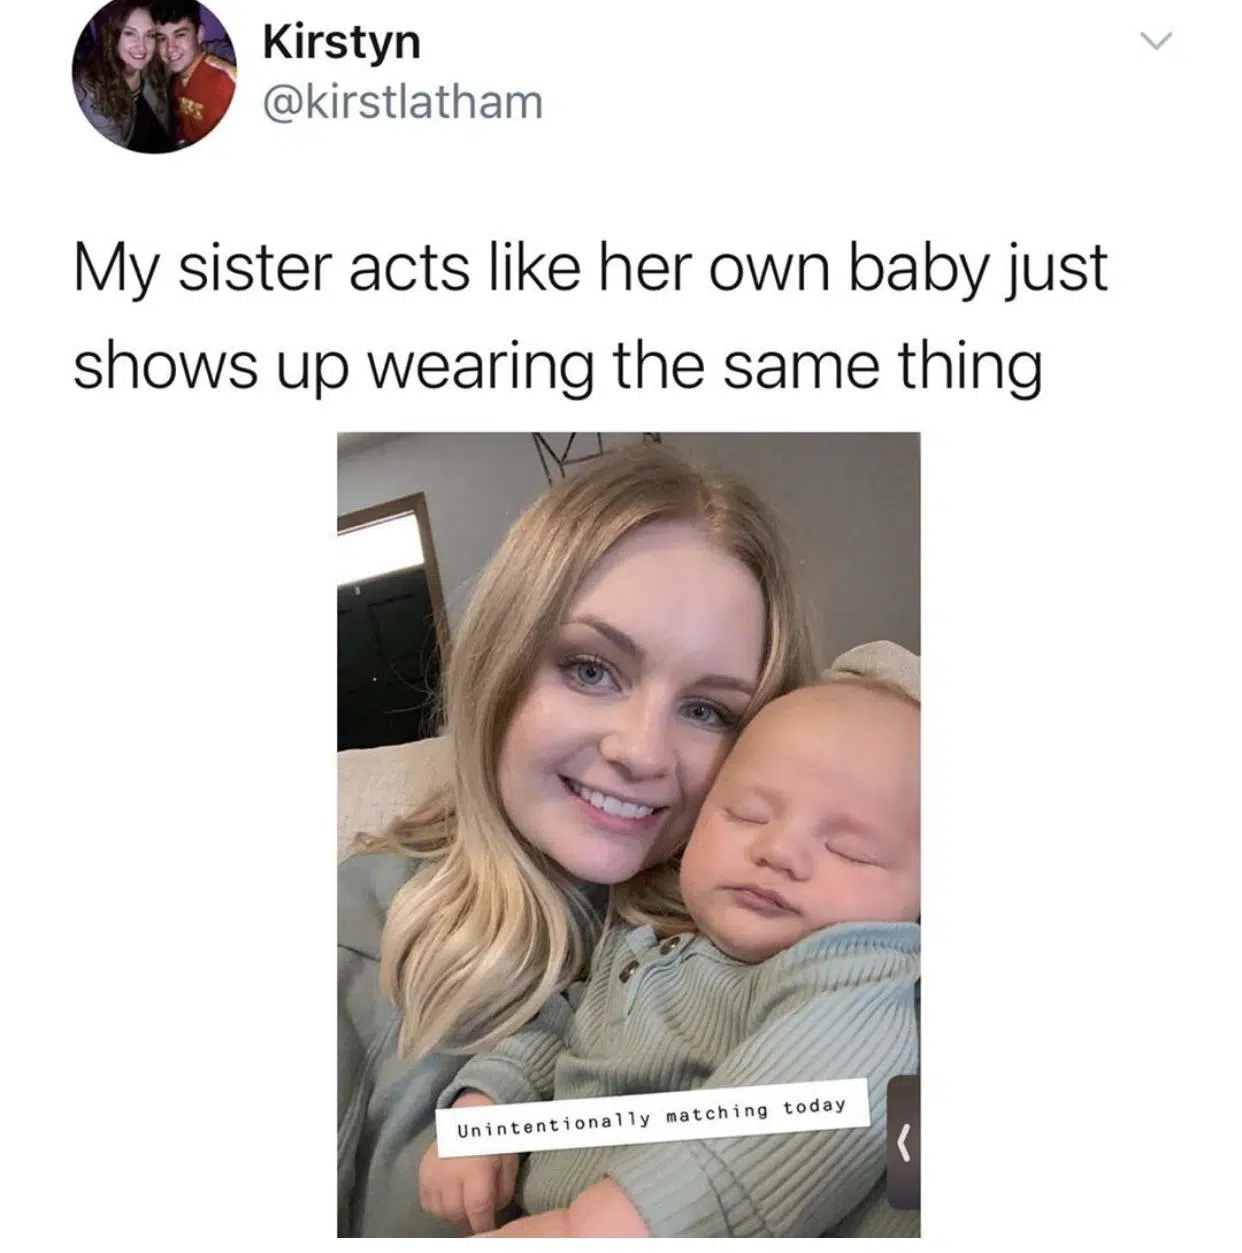 Kirstyn
@kirstlatham
My sister acts like her own baby just
shows up wearing the same thing
Unintentionally matching today